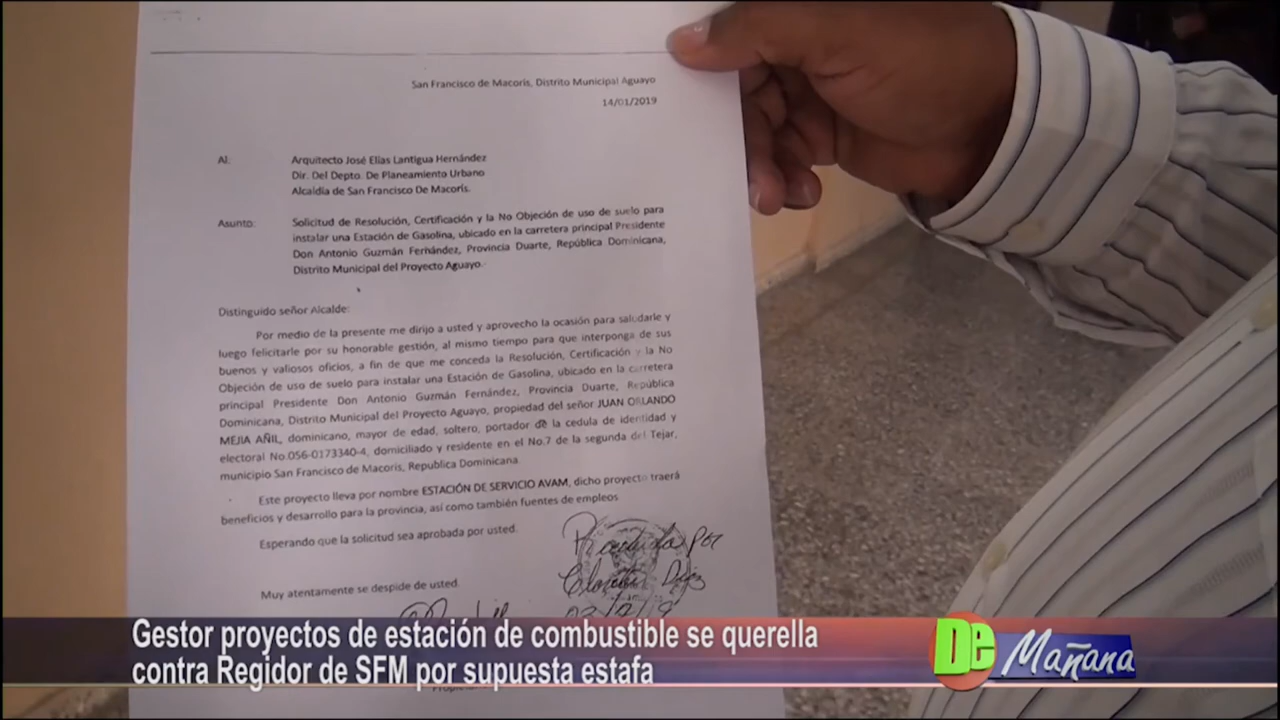 San Francisco de Macorís, Distrito Municipal Aguayo
14/01/2019
Al: Arquitecto José Elías Lantigua Hernández
Dir. Del Depto. De Planeamiento Urbano
Alcaldía de San Francisco De Macorís.
Asunto: Solicitud de Resolución, Certificación y la No Objeción de uso de suelo para
instalar una Estación de Gasolina, ubicado en la carretera principal Presidente
Don Antonio Guzmán Fernández, Provincia Duarte, República Dominicana,
Distrito Municipal del Proyecto Aguayo.
Distinguido señor Alcalde:
Por medio de la presente me dirijo a usted y aprovecho la ocasión para saludarle y
luego felicitarle por su honorable gestión, al mismo tiempo para que interponga de sus
buenos y valiosos oficios, a fin de que me conceda la Resolución, Certificación y la No
Objeción de uso de suelo para instalar una Estación de Gasolina, ubicado en la carretera
principal Presidente Don Antonio Guzmán Fernández, Provincia Duarte, República
Dominicana, Distrito Municipal del Proyecto Aguayo, propiedad del señor JUAN ORLANDO
MEJIA AÑIL, dominicano, mayor de edad, soltero, portador de la cedula de identidad y
electoral No.056-0173340-4, domiciliado y residente en el No.7 de la segunda del Tejar,
municipio San Francisco de Macoris, Republica Dominicana.
Este proyecto lleva por nombre ESTACIÓN DE SERVICIO AVAM, dicho proyecto traerá
beneficios y desarrollo para la provincia, así como también fuentes de empleos
Esperando que la solicitud sea aprobada por usted.
por
Muy atentamente se despide de usted.
Gestor proyectos de estación de combustible se querella
contra Regidor de SFM por supuesta estafa
De Mañana